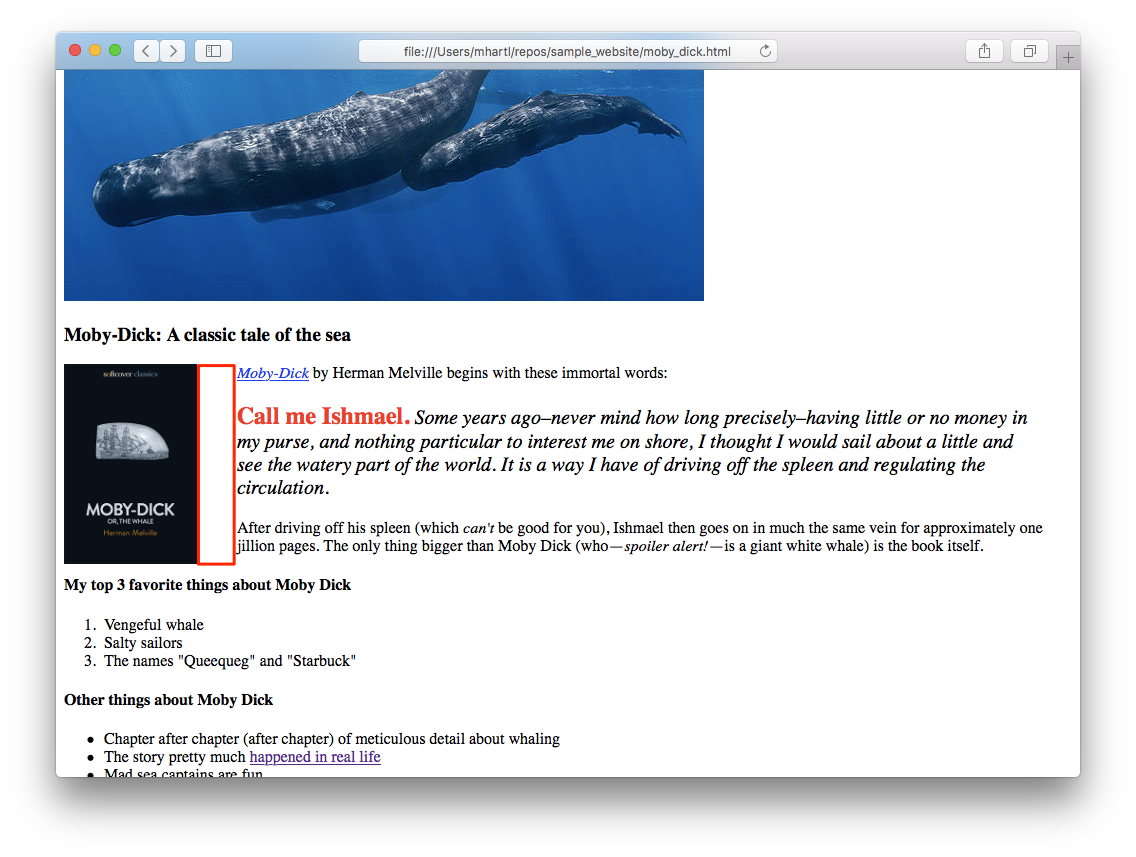 file:///Users/mhartl/repos/sample_website/moby_dick.html
Moby-Dick: A classic tale of the sea
softcover classics
MOBY-DICK
OR, THE WHALE
Herman Melville
Moby-Dick by Herman Melville begins with these immortal words:
Call me Ishmael. Some years ago–never mind how long precisely–having little or no money in
my purse, and nothing particular to interest me on shore, I thought I would sail about a little and
see the watery part of the world. It is a way I have of driving off the spleen and regulating the
circulation.
After driving off his spleen (which can't be good for you), Ishmael then goes on in much the same vein for approximately one
jillion pages. The only thing bigger than Moby Dick (who—spoiler alert!—is a giant white whale) is the book itself.
My top 3 favorite things about Moby Dick
1. Vengeful whale
2. Salty sailors
3. The names "Queequeg" and "Starbuck"
Other things about Moby Dick
• Chapter after chapter (after chapter) of meticulous detail about whaling
• The story pretty much happened in real life
• Mad sea captains are fun